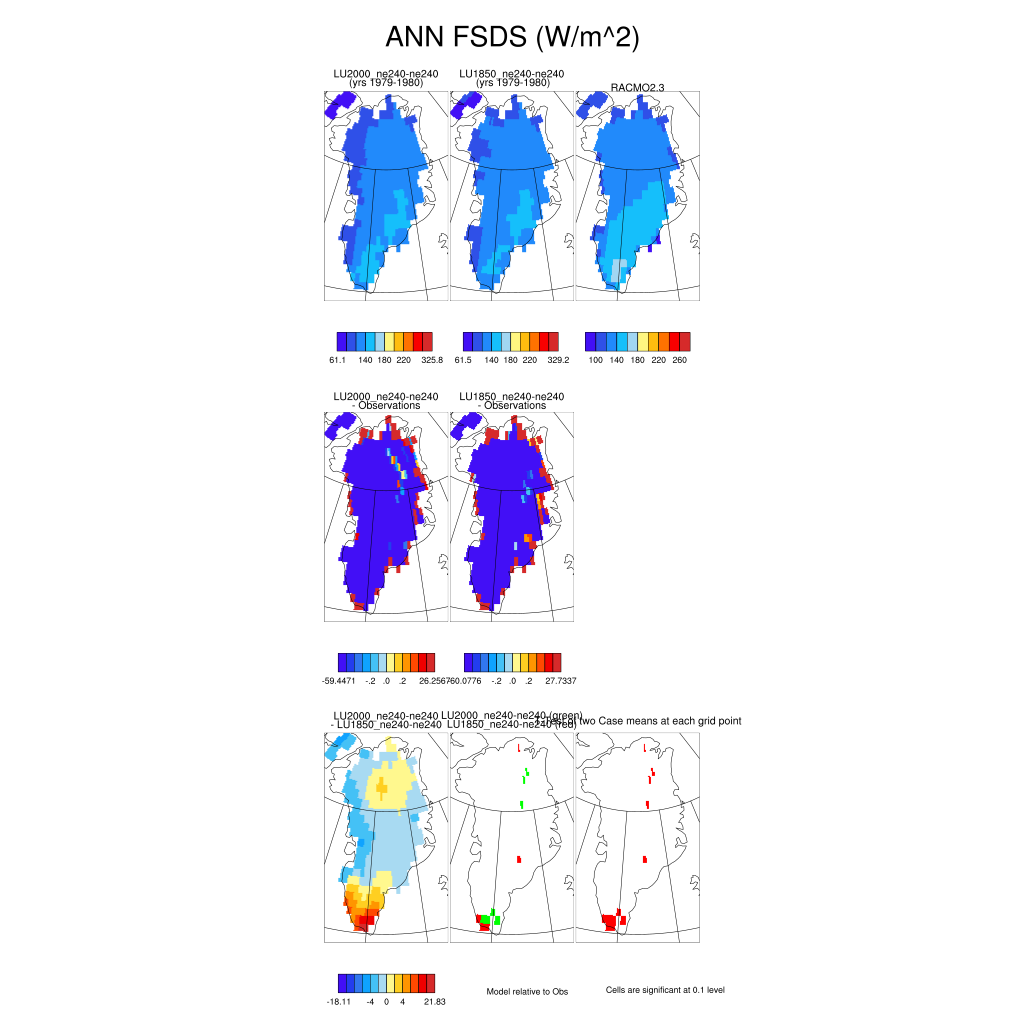 ANN FSDS (W/m^2)
LU2000_ne240-ne240
(yrs 1979-1980)
LU1850_ne240-ne240
(yrs 1979-1980)
RACMO2.3
61.1 140 180 220 325.8
61.5 140 180 220 329.2
100 140 180 220 260
LU2000_ne240-ne240
- Observations
LU1850_ne240-ne240
- Observations
-59.4471 -.2 .0 .2 26.2567
60.0776 -.2 .0 .2 27.7337
LU2000_ne240-ne240
- LU1850_ne240-ne240
LU2000_ne240-ne240 (green)
LU1850_ne240-ne240 (red)
T-Test of two Case means at each grid point
-18.11 -4 0 4 21.83
Model relative to Obs
Cells are significant at 0.1 level